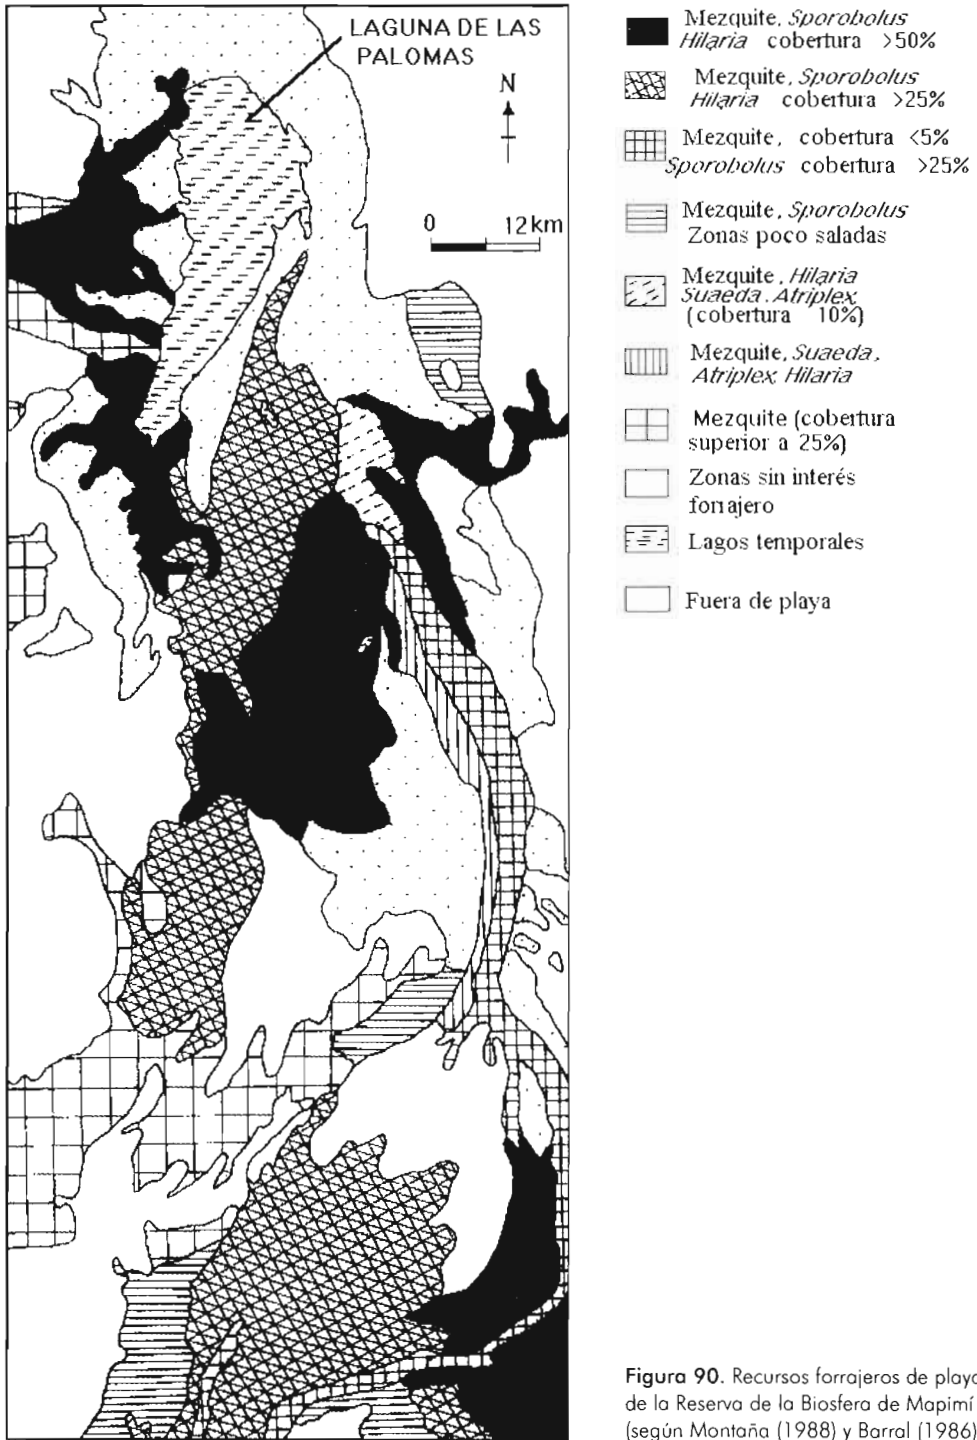 LAGUNA DE LAS
PALOMAS
N
0 12 km
Mezquite, Sporobolus
Hilaria cobertura >50%
Mezquite, Sporobolus
Hilaria cobertura >25%
Mezquite, cobertura <5%
Sporobolus cobertura >25%
Mezquite, Sporobolus
Zonas poco saladas
Mezquite, Hilaria
Suaeda, Atriplex
(cobertura 10%)
Mezquite, Suaeda,
Atriplex, Hilaria
Mezquite (cobertura
superior a 25%)
Zonas sin interés
forrajero
Lagos temporales
Fuera de playa
Figura 90. Recursos forrajeros de playa
de la Reserva de la Biosfera de Mapimí
(según Montaña (1988) y Barral (1986)